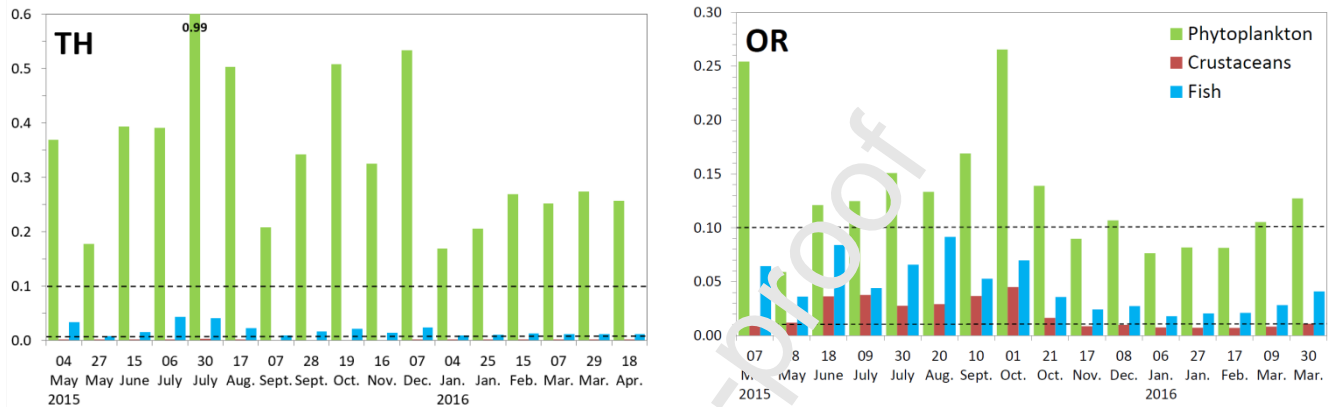 TH
0.99
0.6
0.5
0.4
0.3
0.2
0.1
0.0
04 27 15 06 30 17 07 28 19 16 07 04 25 15 07 29 18
May May June July July Aug. Sept. Sept. Oct. Nov. Dec. Jan. Jan. Feb. Mar. Mar. Apr.
2015 2016
OR
Phytoplankton
Crustaceans
Fish
0.30
0.25
0.20
0.15
0.10
0.05
0.00
07 18 09 30 20 10 01 21 17 08 06 27 17 09 30
May June July July Aug. Sept. Oct. Oct. Nov. Dec. Jan. Jan. Feb. Mar. Mar.
2015 2016
-proof